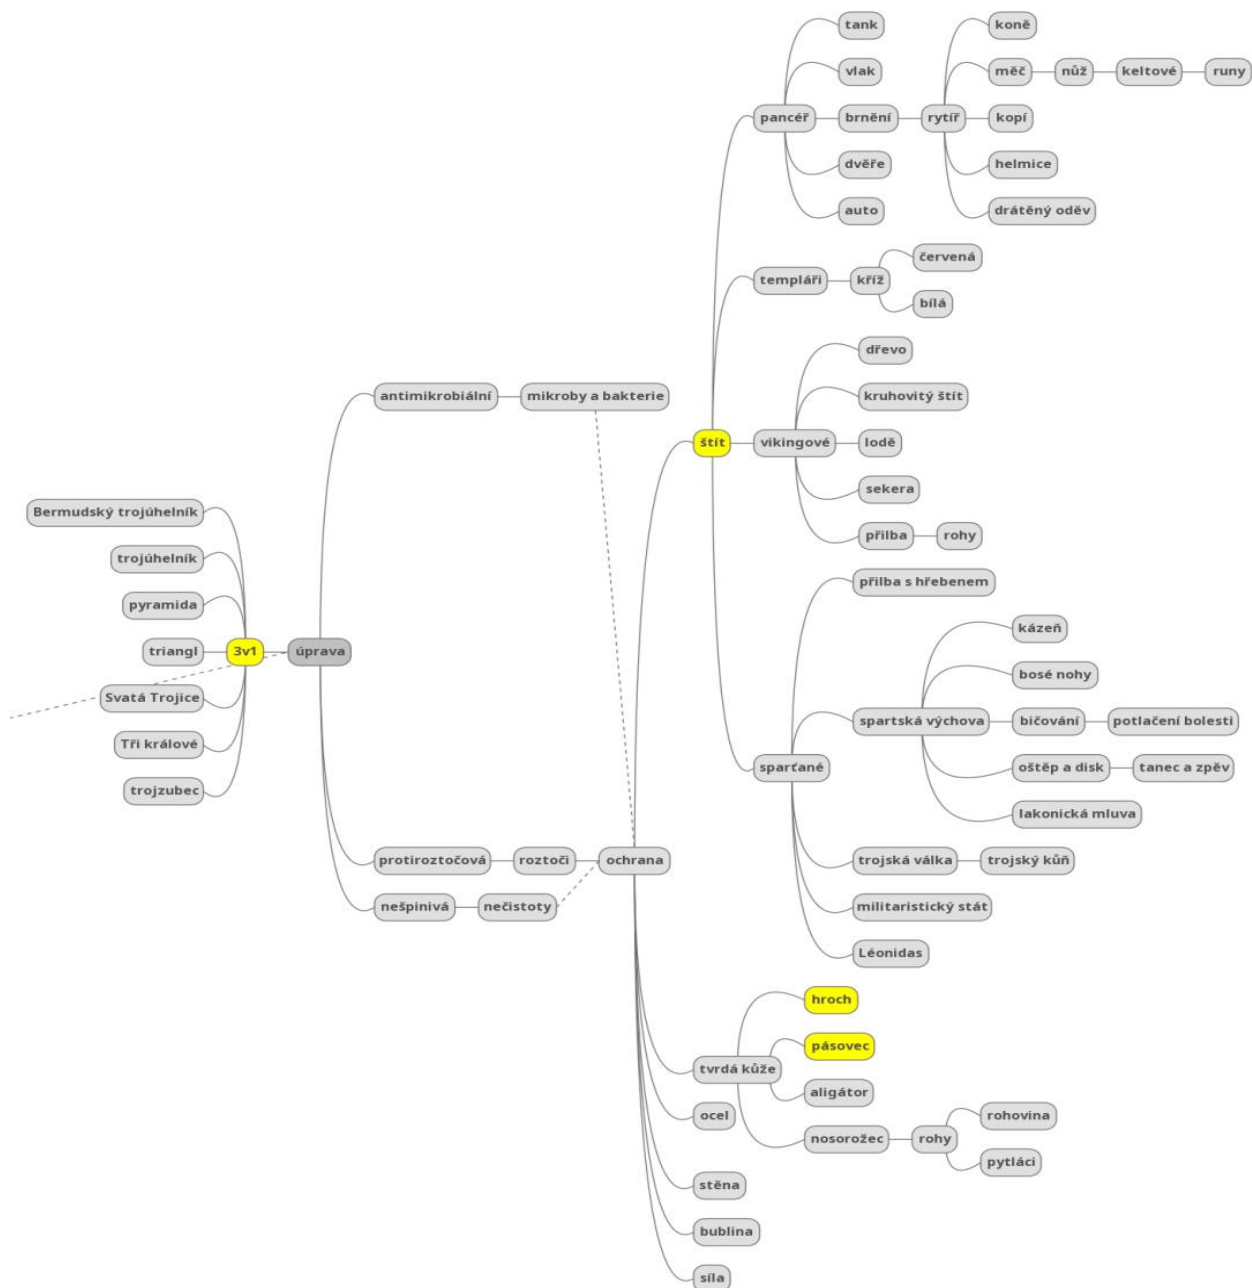 tank
koně
vlak
měč
nůž
keltové
runy
pancéř
brnění
rytíř
kopí
dvěře
helmice
auto
drátěný oděv
červená
templáři
kříž
bílá
dřevo
antimikrobiální
mikroby a bakterie
kruhovitý štít
štít
vikingové
lodě
sekera
Bermudský trojúhelník
přilba
rohy
trojúhelník
přilba s hřebenem
pyramida
kázeň
triangl
3v1
úprava
bosé nohy
Svatá Trojice
spartská výchova
bičování
potlačení bolesti
Tři králové
sparťané
oštěp a disk
tanec a zpěv
trojzubec
lakonická mluva
protiroztočová
roztoči
ochrana
trojská válka
trojský kůň
nešpinivá
nečistoty
militaristický stát
Léonidas
hroch
pásovec
tvrdá kůže
aligátor
ocel
rohovina
nosorožec
rohy
pytláci
stěna
bublina
síla